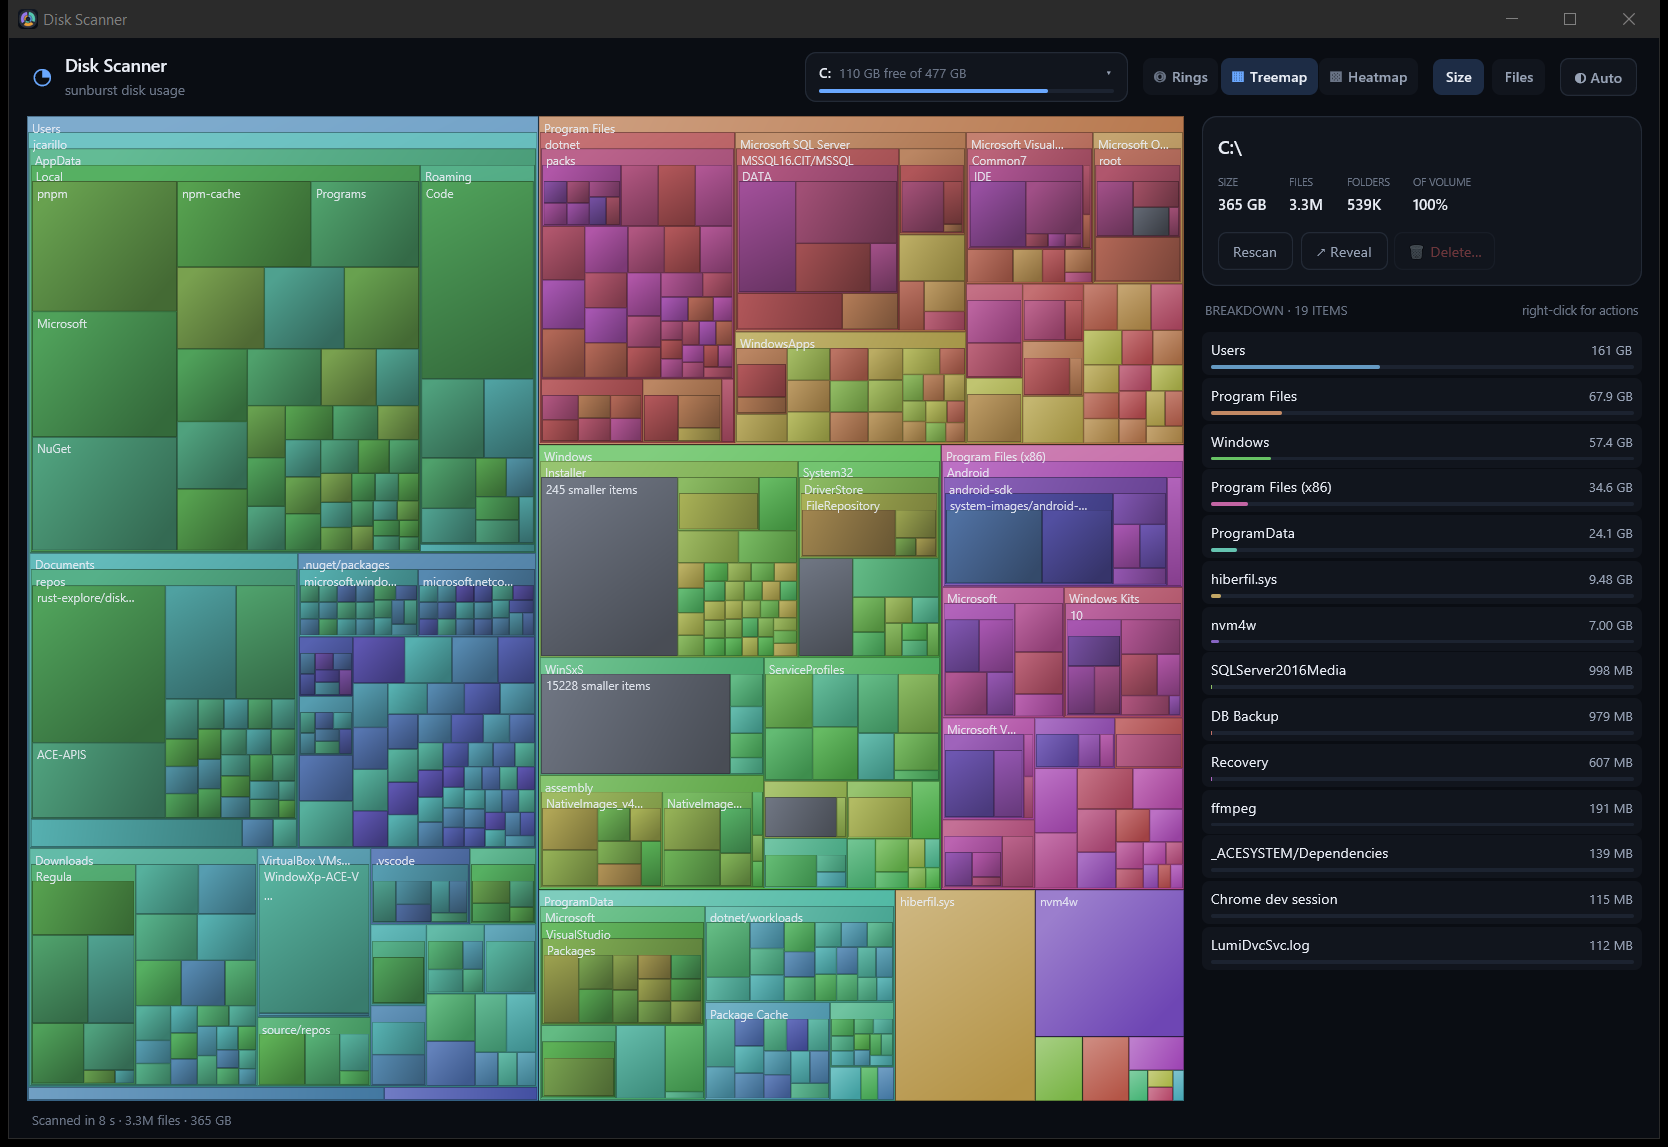 Disk Scanner
Disk Scanner
sunburst disk usage
C: 110 GB free of 477 GB
Rings
Treemap
Heatmap
Size
Files
Auto
Users
jcarillo
AppData
Local
pnpm
npm-cache
Programs
Microsoft
NuGet
Roaming
Code
Documents
repos
rust-explore/disk...
ACE-APIS
.nuget/packages
microsoft.windo...
microsoft.netco...
Downloads
Regula
VirtualBox VMs...
WindowXp-ACE-V
...
source/repos
.vscode
Program Files
dotnet
packs
Microsoft SQL Server
MSSQL16.CIT/MSSQL
DATA
WindowsApps
Microsoft Visual...
Common7
IDE
Microsoft O...
root
Windows
Installer
245 smaller items
System32
DriverStore
FileRepository
WinSxS
15228 smaller items
ServiceProfiles
assembly
NativeImages_v4...
NativeImage...
Program Files (x86)
Android
android-sdk
system-images/android-...
Microsoft
Windows Kits
10
Microsoft V...
ProgramData
Microsoft
VisualStudio
Packages
dotnet/workloads
Package Cache
hiberfil.sys
nvm4w
C:\
SIZE FILES FOLDERS OF VOLUME
365 GB 3.3M 539K 100%
Rescan
↗ Reveal
Delete...
BREAKDOWN · 19 ITEMS right-click for actions
Users 161 GB
Program Files 67.9 GB
Windows 57.4 GB
Program Files (x86) 34.6 GB
ProgramData 24.1 GB
hiberfil.sys 9.48 GB
nvm4w 7.00 GB
SQLServer2016Media 998 MB
DB Backup 979 MB
Recovery 607 MB
ffmpeg 191 MB
_ACESYSTEM/Dependencies 139 MB
Chrome dev session 115 MB
LumiDvcSvc.log 112 MB
Scanned in 8 s · 3.3M files · 365 GB